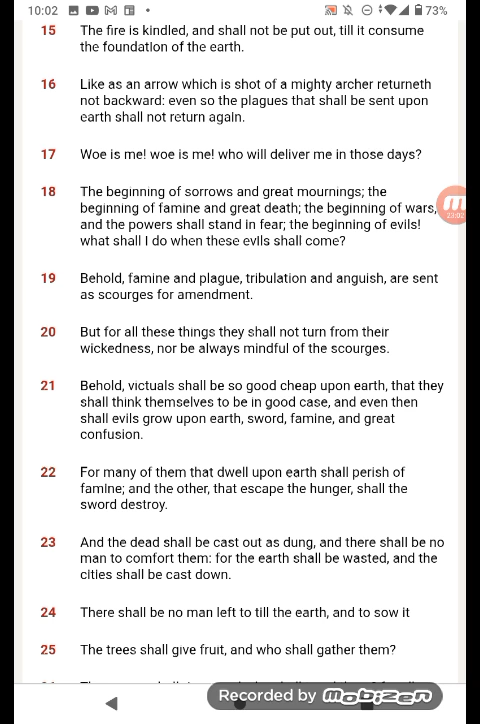 10:02
73%
15 The fire is kindled, and shall not be put out, till it consume
the foundation of the earth.
16 Like as an arrow which is shot of a mighty archer returneth
not backward: even so the plagues that shall be sent upon
earth shall not return again.
17 Woe is me! woe is me! who will deliver me in those days?
18 The beginning of sorrows and great mournings; the
beginning of famine and great death; the beginning of wars,
and the powers shall stand in fear; the beginning of evils!
what shall I do when these evils shall come?
23:02
19 Behold, famine and plague, tribulation and anguish, are sent
as scourges for amendment.
20 But for all these things they shall not turn from their
wickedness, nor be always mindful of the scourges.
21 Behold, victuals shall be so good cheap upon earth, that they
shall think themselves to be in good case, and even then
shall evils grow upon earth, sword, famine, and great
confusion.
22 For many of them that dwell upon earth shall perish of
famine; and the other, that escape the hunger, shall the
sword destroy.
23 And the dead shall be cast out as dung, and there shall be no
man to comfort them: for the earth shall be wasted, and the
cities shall be cast down.
24 There shall be no man left to till the earth, and to sow it
25 The trees shall give fruit, and who shall gather them?
Recorded by mobizen